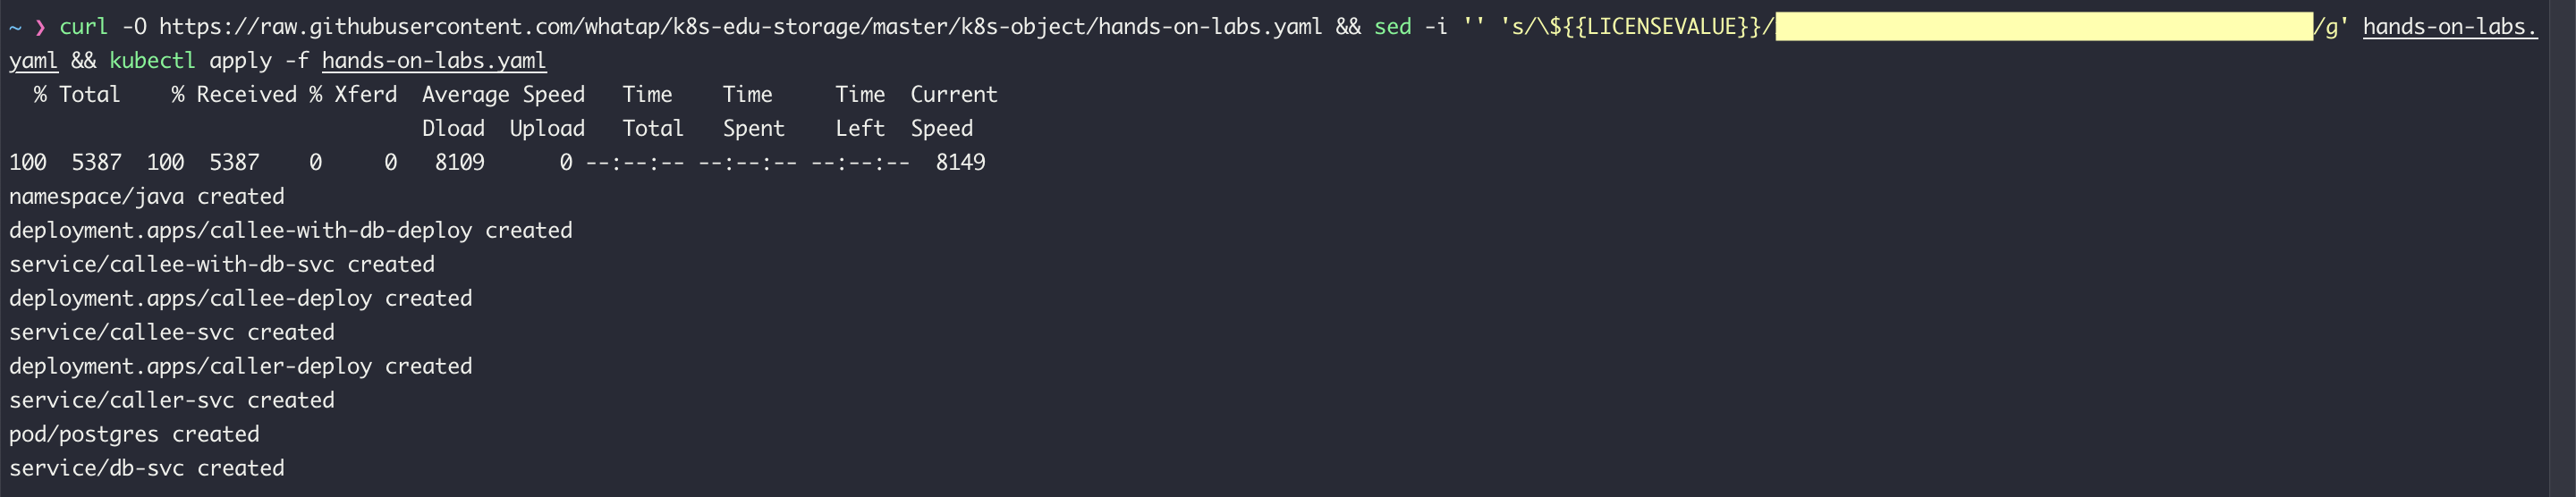 ~ ❯ curl -O https://raw.githubusercontent.com/whatap/k8s-edu-storage/master/k8s-object/hands-on-labs.yaml && sed -i '' 's/\${{LICENSEVALUE}}/ /g' hands-on-labs.
yaml && kubectl apply -f hands-on-labs.yaml
  % Total    % Received % Xferd  Average Speed   Time    Time     Time  Current
                                 Dload  Upload   Total   Spent    Left  Speed
100  5387  100  5387    0     0   8109      0 --:--:-- --:--:-- --:--:--  8149
namespace/java created
deployment.apps/callee-with-db-deploy created
service/callee-with-db-svc created
deployment.apps/callee-deploy created
service/callee-svc created
deployment.apps/caller-deploy created
service/caller-svc created
pod/postgres created
service/db-svc created